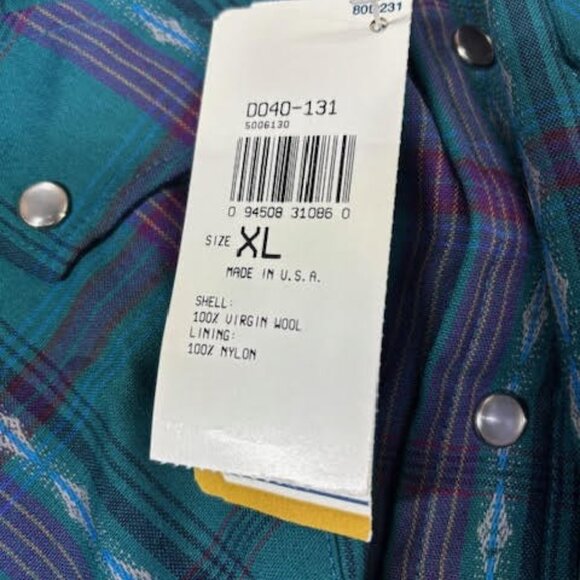 D040-131
5006130
0 94508 31086 0
SIZE XL
MADE IN U.S.A.
SHELL:
100% VIRGIN WOOL
LINING:
100% NYLON